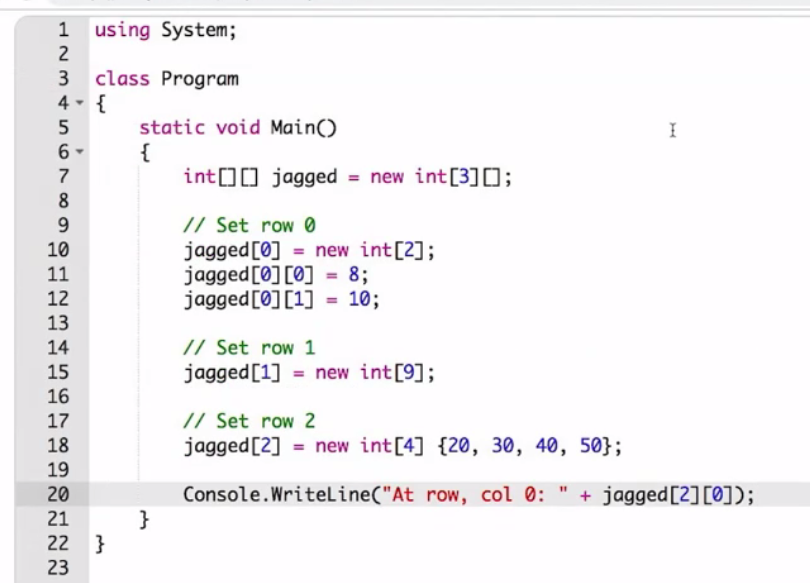 1 using System;
2
3 class Program
4 {
5 static void Main()
6 {
7 int[][] jagged = new int[3][];
8
9 // Set row 0
10 jagged[0] = new int[2];
11 jagged[0][0] = 8;
12 jagged[0][1] = 10;
13
14 // Set row 1
15 jagged[1] = new int[9];
16
17 // Set row 2
18 jagged[2] = new int[4] {20, 30, 40, 50};
19
20 Console.WriteLine("At row, col 0: " + jagged[2][0]);
21 }
22 }
23